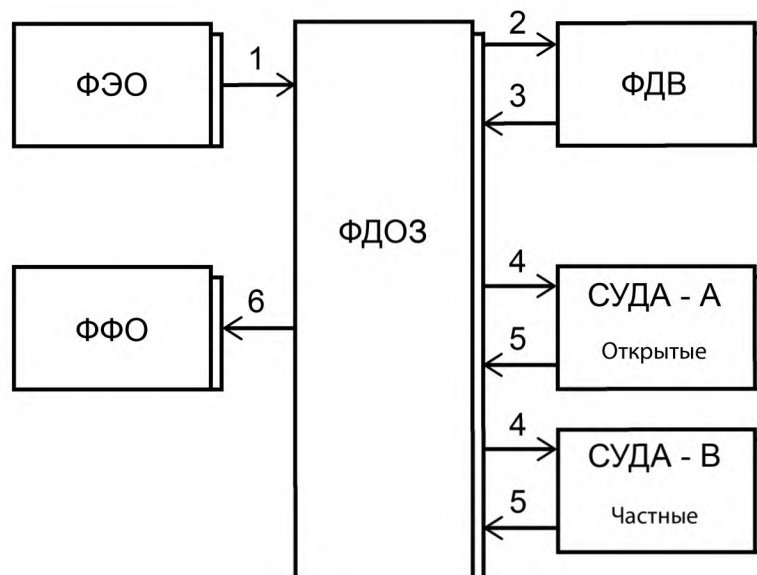 ФЭО
1
2
ФДВ
3
ФДОЗ
ФФО
6
4
СУДА - А
5
Открытые
4
СУДА - В
5
Частные